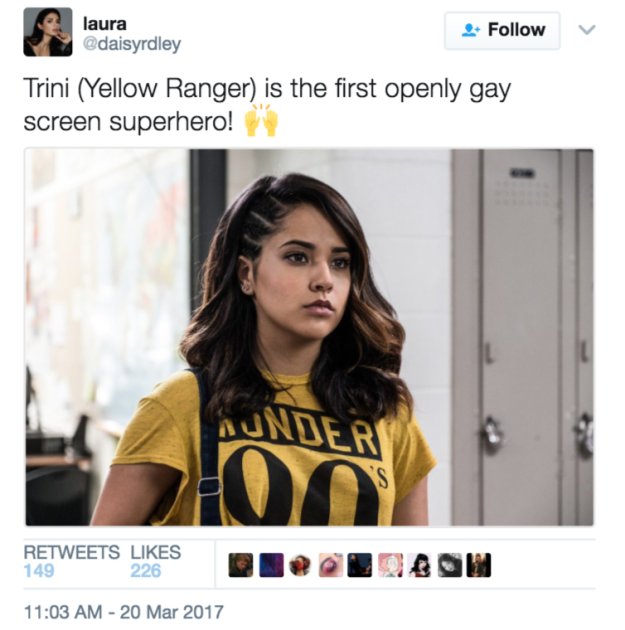 laura
@daisyrdley
Follow
Trini (Yellow Ranger) is the first openly gay
screen superhero! 🙌
WONDER
90's
RETWEETS LIKES
149 226
11:03 AM - 20 Mar 2017